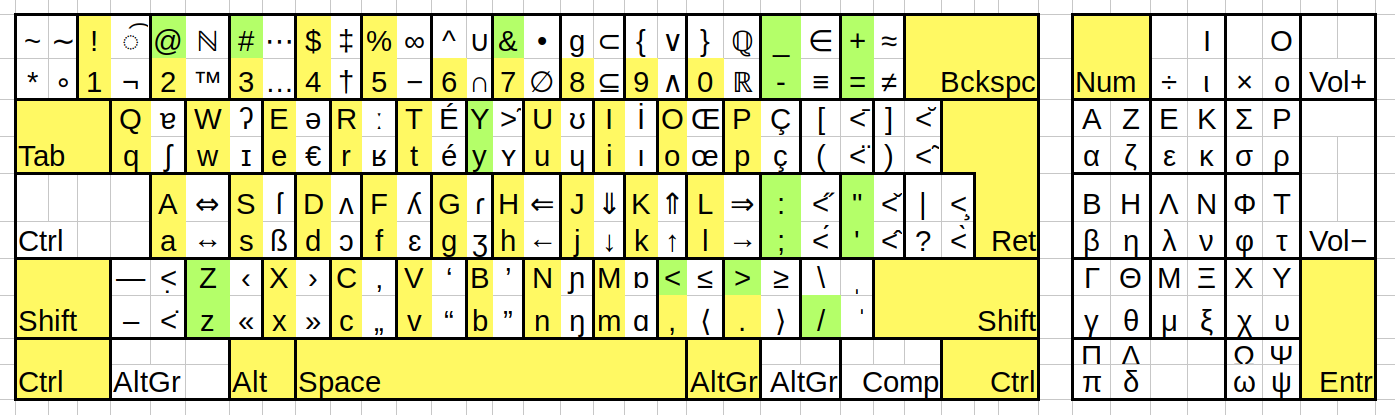 ~ ∼ ! ◌͡ @ ℕ # ⋯ $ ‡ % ∞ ^ ∪ & • g ⊂ { ∨ } ℚ _ ∈ + ≈ Ι Ο
* ∘ 1 ¬ 2 ™ 3 … 4 † 5 − 6 ∩ 7 ∅ 8 ⊆ 9 ∧ 0 ℝ - ≡ = ≠ Bckspc Num ÷ ι × ο Vol+
Q ɐ W ʔ E ə R ː T É Y >́ U ʊ I İ O Œ P Ç [ <̄ ] <̆ Α Ζ Ε Κ Σ Ρ
Tab q ʃ w ɪ e € r ʁ t é y ʏ u ɥ i ı o œ p ç ( <̈ ) <̑ α ζ ε κ σ ρ
A ⇔ S ſ D ʌ F ʎ G ɾ H ⇐ J ⇓ K ⇑ L ⇒ : <̋ " <̌ | <̧ Β Η Λ Ν Φ Τ
Ctrl a ↔ s ß d ɔ f ɛ g ʒ h ← j ↓ k ↑ l → ; <́ ' <̂ ? <̀ Ret β η λ ν φ τ Vol−
— <̣ Z ‹ X › C ‚ V ‘ B ’ N ɲ M ɒ < ≤ > ≥ \ ˌ Γ Θ Μ Ξ Χ Υ
Shift – <̇ z « x » c „ v “ b ” n ŋ m ɑ , ⟨ . ⟩ / ˈ Shift γ θ μ ξ χ υ
Π Δ Ω Ψ
Ctrl AltGr Alt Space AltGr AltGr Comp Ctrl π δ ω ψ Entr